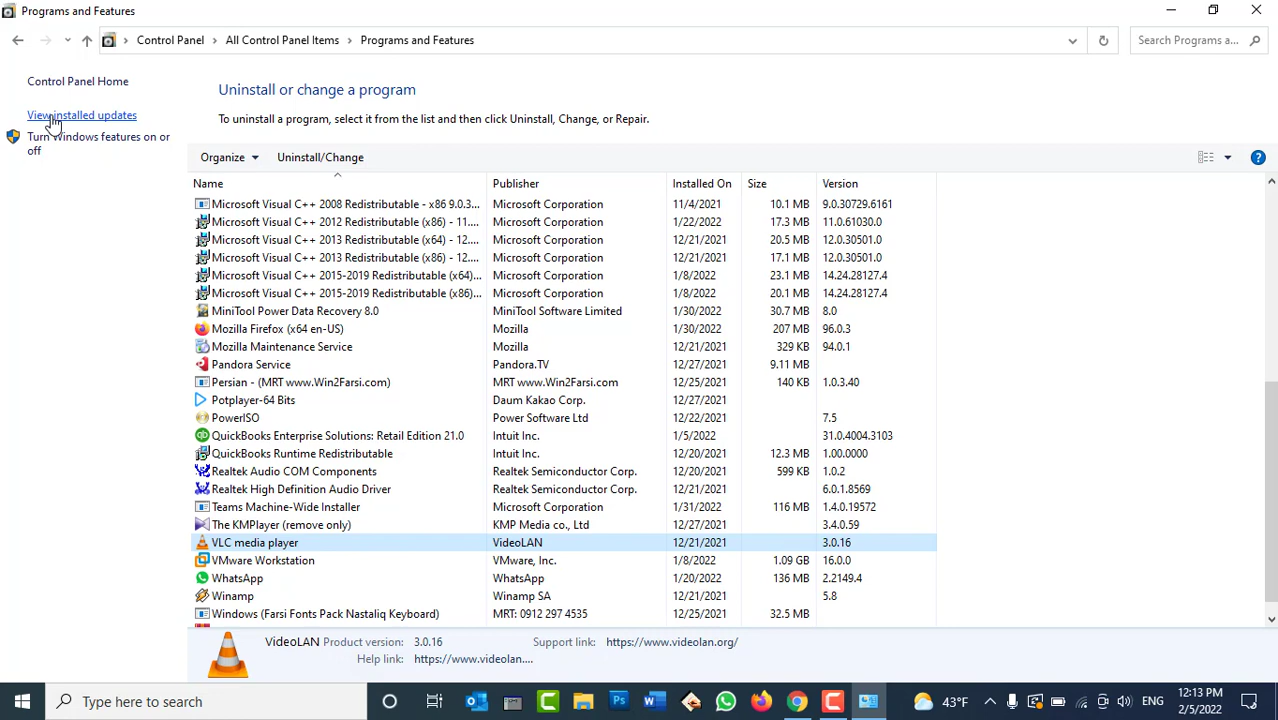 Programs and Features
Control Panel > All Control Panel Items > Programs and Features
Search Programs a...
Control Panel Home
View installed updates
Turn Windows features on or
off
Uninstall or change a program
To uninstall a program, select it from the list and then click Uninstall, Change, or Repair.
Organize Uninstall/Change
Name Publisher Installed On Size Version
Microsoft Visual C++ 2008 Redistributable - x86 9.0.3... Microsoft Corporation 11/4/2021 10.1 MB 9.0.30729.6161
Microsoft Visual C++ 2012 Redistributable (x86) - 11.... Microsoft Corporation 1/22/2022 17.3 MB 11.0.61030.0
Microsoft Visual C++ 2013 Redistributable (x64) - 12.... Microsoft Corporation 12/21/2021 20.5 MB 12.0.30501.0
Microsoft Visual C++ 2013 Redistributable (x86) - 12.... Microsoft Corporation 12/21/2021 17.1 MB 12.0.30501.0
Microsoft Visual C++ 2015-2019 Redistributable (x64)... Microsoft Corporation 1/8/2022 23.1 MB 14.24.28127.4
Microsoft Visual C++ 2015-2019 Redistributable (x86)... Microsoft Corporation 1/8/2022 20.1 MB 14.24.28127.4
MiniTool Power Data Recovery 8.0 MiniTool Software Limited 1/30/2022 30.7 MB 8.0
Mozilla Firefox (x64 en-US) Mozilla 1/30/2022 207 MB 96.0.3
Mozilla Maintenance Service Mozilla 12/21/2021 329 KB 94.0.1
Pandora Service Pandora.TV 12/27/2021 9.11 MB
Persian - (MRT www.Win2Farsi.com) MRT www.Win2Farsi.com 12/25/2021 140 KB 1.0.3.40
Potplayer-64 Bits Daum Kakao Corp. 12/27/2021
PowerISO Power Software Ltd 12/22/2021 7.5
QuickBooks Enterprise Solutions: Retail Edition 21.0 Intuit Inc. 1/5/2022 31.0.4004.3103
QuickBooks Runtime Redistributable Intuit Inc. 12/20/2021 12.3 MB 1.00.0000
Realtek Audio COM Components Realtek Semiconductor Corp. 12/20/2021 599 KB 1.0.2
Realtek High Definition Audio Driver Realtek Semiconductor Corp. 12/21/2021 6.0.1.8569
Teams Machine-Wide Installer Microsoft Corporation 1/31/2022 116 MB 1.4.0.19572
The KMPlayer (remove only) KMP Media co., Ltd 12/27/2021 3.4.0.59
VLC media player VideoLAN 12/21/2021 3.0.16
VMware Workstation VMware, Inc. 1/8/2022 1.09 GB 16.0.0
WhatsApp WhatsApp 1/20/2022 136 MB 2.2149.4
Winamp Winamp SA 12/21/2021 5.8
Windows (Farsi Fonts Pack Nastaliq Keyboard) MRT: 0912 297 4535 12/25/2021 32.5 MB
VideoLAN Product version: 3.0.16 Support link: https://www.videolan.org/
Help link: https://www.videolan....
Type here to search
43°F
ENG
12:13 PM
2/5/2022